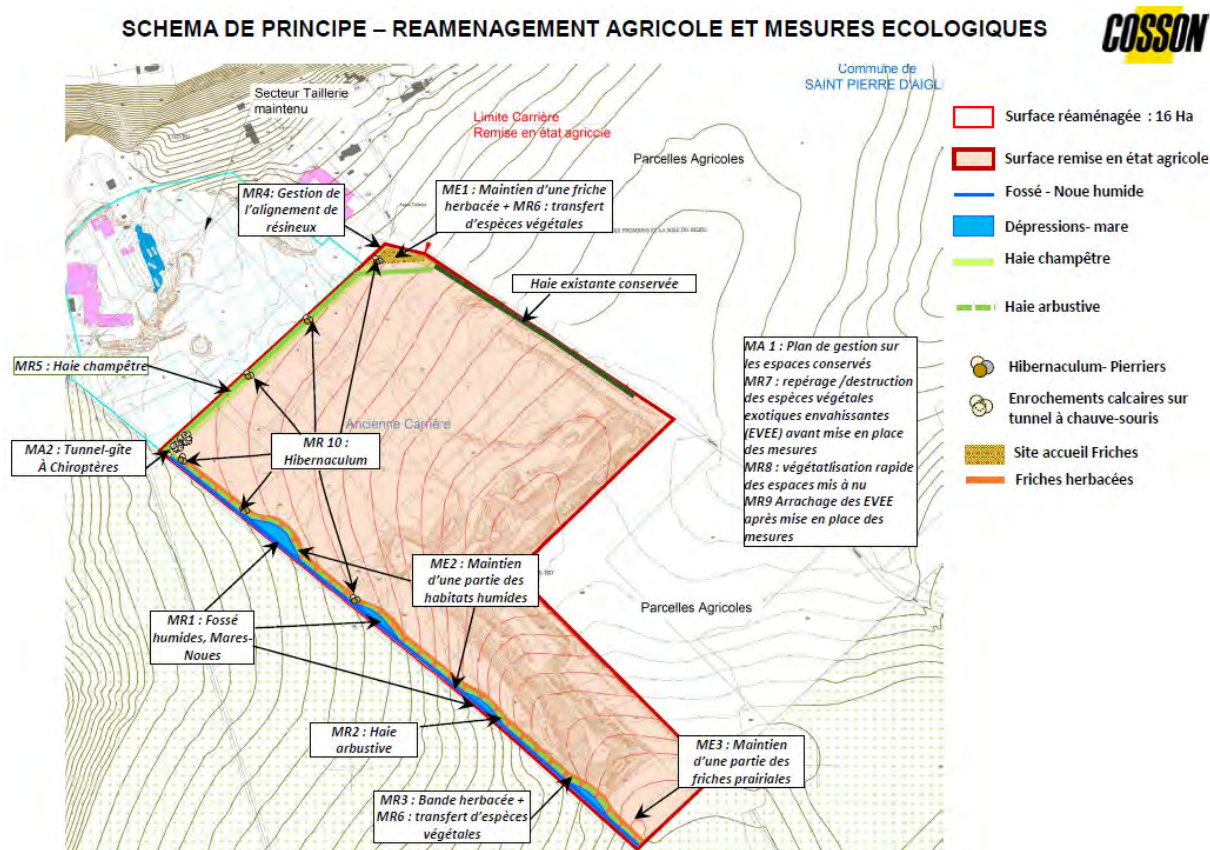 SCHEMA DE PRINCIPE – REAMENAGEMENT AGRICOLE ET MESURES ECOLOGIQUES
COSSON
Commune de
SAINT PIERRE D'AIGL
Secteur Taillerie
maintenu
Limite Carrière
Remise en état agricole
Parcelles Agricoles
MR4: Gestion de
l'alignement de
résineux
ME1 : Maintien d'une friche
herbacée + MR6 : transfert
d'espèces végétales
Haie existante conservée
MR5 : Haie champêtre
Ancienne Carrière
MA2 : Tunnel-gîte
À Chiroptères
MR 10 :
Hibernaculum
ME2 : Maintien
d'une partie des
habitats humides
Parcelles Agricoles
MR1 : Fossé
humides, Mares-
Noues
MR2 : Haie
arbustive
ME3 : Maintien
d'une partie des
friches prairiales
MR3 : Bande herbacée +
MR6 : transfert d'espèces
végétales
MA 1 : Plan de gestion sur
les espaces conservés
MR7 : repérage /destruction
des espèces végétales
exotiques envahissantes
(EVEE) avant mise en place
des mesures
MR8 : végétatlisation rapide
des espaces mis à nu
MR9 Arrachage des EVEE
après mise en place des
mesures
Surface réaménagée : 16 Ha
Surface remise en état agricole
Fossé - Noue humide
Dépressions- mare
Haie champêtre
Haie arbustive
Hibernaculum- Pierriers
Enrochements calcaires sur
tunnel à chauve-souris
Site accueil Friches
Friches herbacées